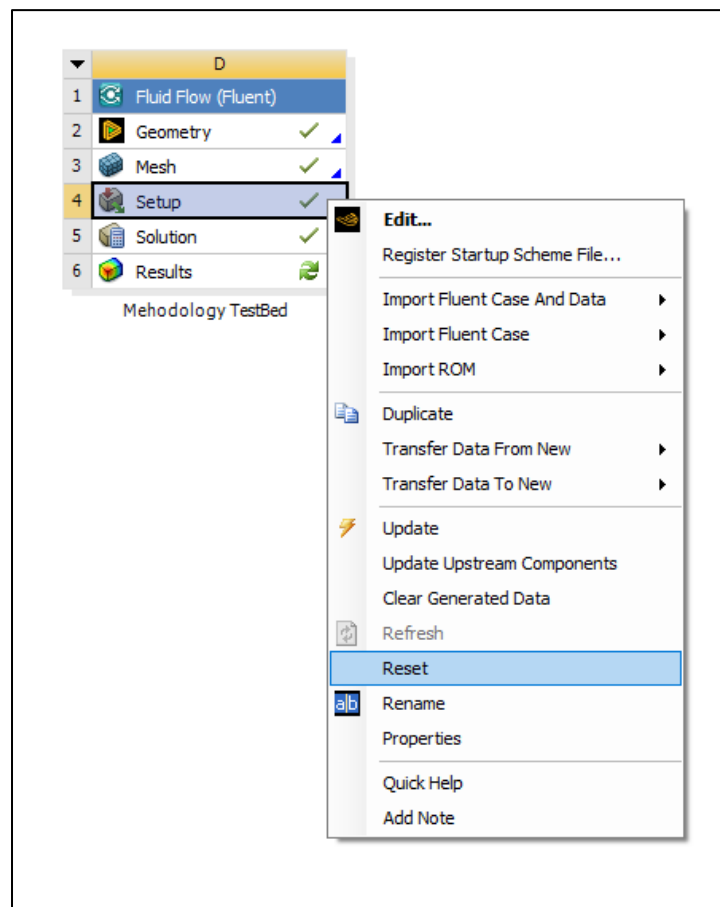 D
1 Fluid Flow (Fluent)
2 Geometry
3 Mesh
4 Setup
5 Solution
6 Results
Mehodology TestBed
Edit...
Register Startup Scheme File...
Import Fluent Case And Data
Import Fluent Case
Import ROM
Duplicate
Transfer Data From New
Transfer Data To New
Update
Update Upstream Components
Clear Generated Data
Refresh
Reset
a|b Rename
Properties
Quick Help
Add Note